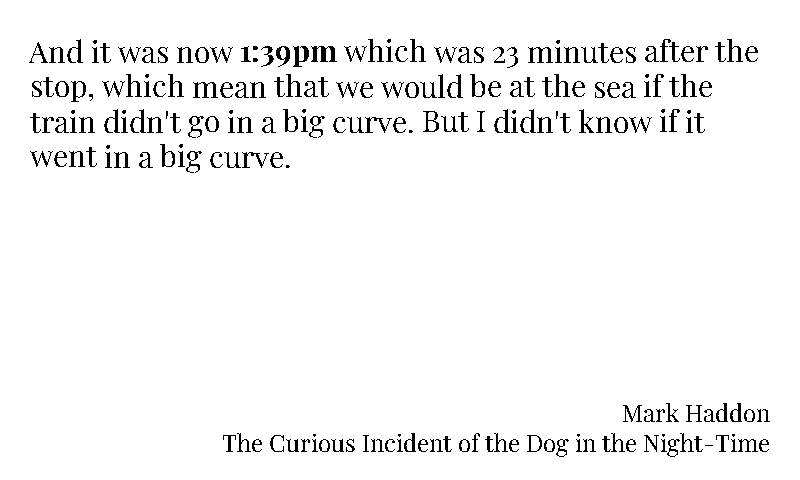 And it was now 1:39pm which was 23 minutes after the
stop, which mean that we would be at the sea if the
train didn't go in a big curve. But I didn't know if it
went in a big curve.
Mark Haddon
The Curious Incident of the Dog in the Night-Time